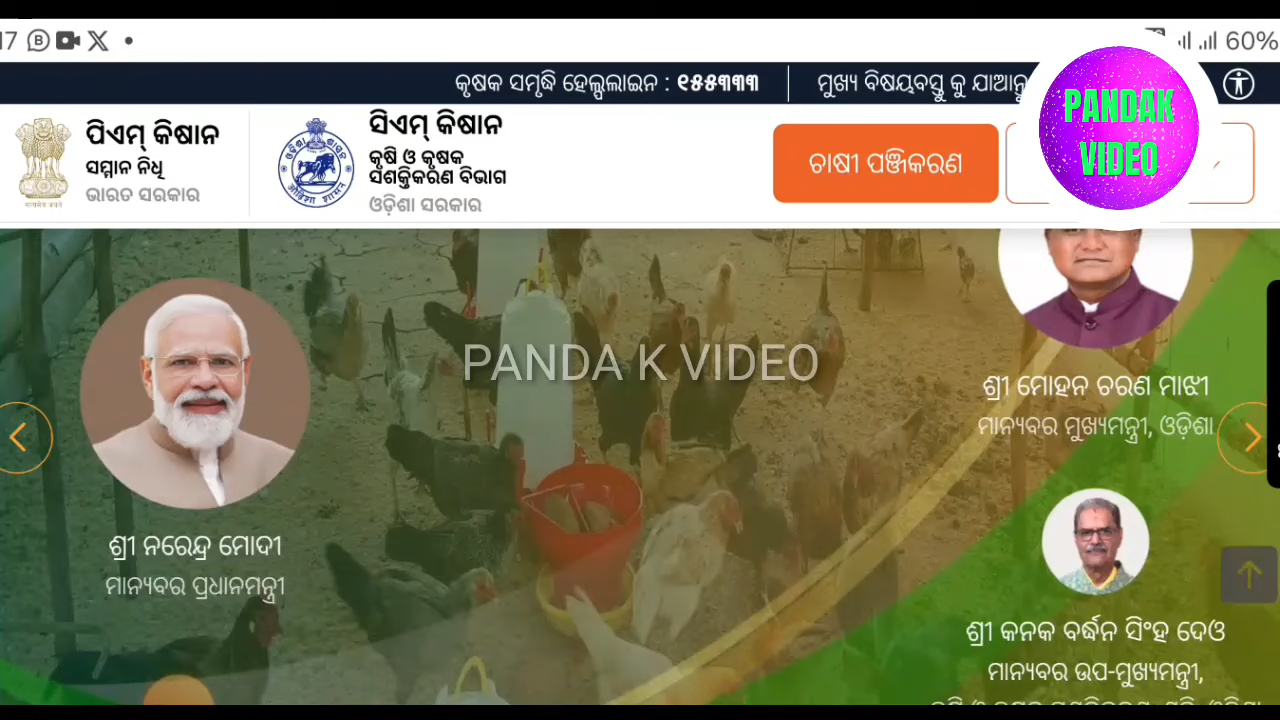 17
60%
କୃଷକ ସମୃଦ୍ଧି ହେଲ୍ପଲାଇନ : ୧୫୫୩୩୩
ମୁଖ୍ୟ ବିଷୟବସ୍ତୁ କୁ ଯାଆନ୍ତୁ
PANDAK
VIDEO
ପିଏମ୍ କିଷାନ
ସମ୍ମାନ ନିଧି
ଭାରତ ସରକାର
ସିଏମ୍ କିଷାନ
କୃଷି ଓ କୃଷକ
ସଶକ୍ତିକରଣ ବିଭାଗ
ଓଡ଼ିଶା ସରକାର
ଚାଷୀ ପଞ୍ଜିକରଣ
PANDA K VIDEO
ଶ୍ରୀ ନରେନ୍ଦ୍ର ମୋଦୀ
ମାନ୍ୟବର ପ୍ରଧାନମନ୍ତ୍ରୀ
ଶ୍ରୀ ମୋହନ ଚରଣ ମାଝୀ
ମାନ୍ୟବର ମୁଖ୍ୟମନ୍ତ୍ରୀ, ଓଡ଼ିଶା
ଶ୍ରୀ କନକ ବର୍ଦ୍ଧନ ସିଂହ ଦେଓ
ମାନ୍ୟବର ଉପ-ମୁଖ୍ୟମନ୍ତ୍ରୀ,